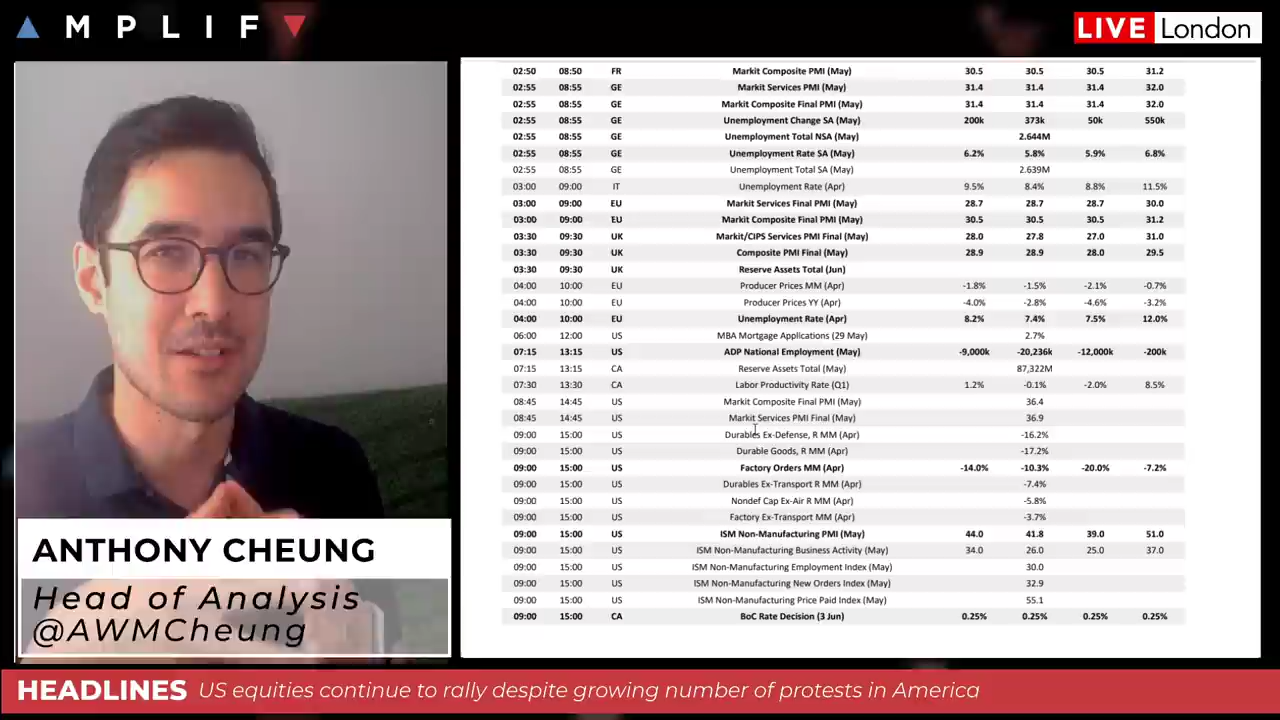 AMPLIFY
LIVE London
02:50 08:50 FR Markit Composite PMI (May) 30.5 30.5 30.5 31.2
02:55 08:55 GE Markit Services PMI (May) 31.4 31.4 31.4 32.0
02:55 08:55 GE Markit Composite Final PMI (May) 31.4 31.4 31.4 32.0
02:55 08:55 GE Unemployment Change SA (May) 200k 373k 50k 550k
02:55 08:55 GE Unemployment Total NSA (May) 2.644M
02:55 08:55 GE Unemployment Rate SA (May) 6.2% 5.8% 5.9% 6.8%
02:55 08:55 GE Unemployment Total SA (May) 2.639M
03:00 09:00 IT Unemployment Rate (Apr) 9.5% 8.4% 8.8% 11.5%
03:00 09:00 EU Markit Services Final PMI (May) 28.7 28.7 28.7 30.0
03:00 09:00 EU Markit Composite Final PMI (May) 30.5 30.5 30.5 31.2
03:30 09:30 UK Markit/CIPS Services PMI Final (May) 28.0 27.8 27.0 31.0
03:30 09:30 UK Composite PMI Final (May) 28.9 28.9 28.0 29.5
03:30 09:30 UK Reserve Assets Total (Jun)
04:00 10:00 EU Producer Prices MM (Apr) -1.8% -1.5% -2.1% -0.7%
04:00 10:00 EU Producer Prices YY (Apr) -4.0% -2.8% -4.6% -3.2%
04:00 10:00 EU Unemployment Rate (Apr) 8.2% 7.4% 7.5% 12.0%
06:00 12:00 US MBA Mortgage Applications (29 May) 2.7%
07:15 13:15 US ADP National Employment (May) -9,000k -20,236k -12,000k -200k
07:15 13:15 CA Reserve Assets Total (May) 87,322M
07:30 13:30 CA Labor Productivity Rate (Q1) 1.2% -0.1% -2.0% 8.5%
08:45 14:45 US Markit Composite Final PMI (May) 36.4
08:45 14:45 US Markit Services PMI Final (May) 36.9
09:00 15:00 US Durables Ex-Defense, R MM (Apr) -16.2%
09:00 15:00 US Durable Goods, R MM (Apr) -17.2%
09:00 15:00 US Factory Orders MM (Apr) -14.0% -10.3% -20.0% -7.2%
09:00 15:00 US Durables Ex-Transport R MM (Apr) -7.4%
09:00 15:00 US Nondef Cap Ex-Air R MM (Apr) -5.8%
09:00 15:00 US Factory Ex-Transport MM (Apr) -3.7%
09:00 15:00 US ISM Non-Manufacturing PMI (May) 44.0 41.8 39.0 51.0
09:00 15:00 US ISM Non-Manufacturing Business Activity (May) 34.0 26.0 25.0 37.0
09:00 15:00 US ISM Non-Manufacturing Employment Index (May) 30.0
09:00 15:00 US ISM Non-Manufacturing New Orders Index (May) 32.9
09:00 15:00 US ISM Non-Manufacturing Price Paid Index (May) 55.1
09:00 15:00 CA BoC Rate Decision (3 Jun) 0.25% 0.25% 0.25% 0.25%
ANTHONY CHEUNG
Head of Analysis
@AWMCheung
HEADLINES US equities continue to rally despite growing number of protests in America